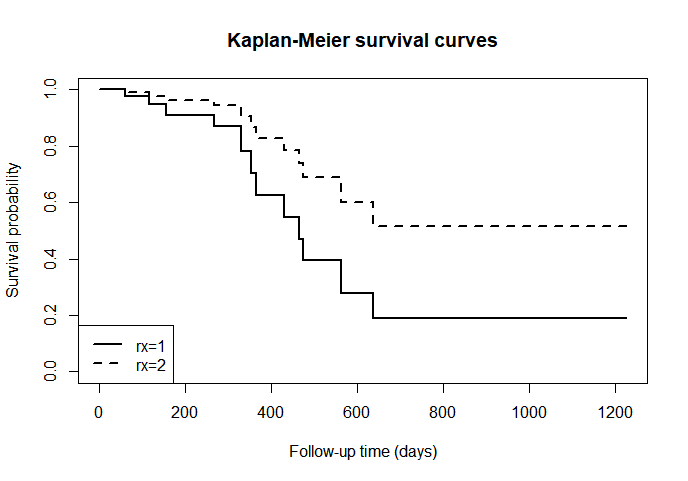 Kaplan-Meier survival curves
Survival probability
1.0
0.8
0.6
0.4
0.2
0.0
rx=1
rx=2
0 200 400 600 800 1000 1200
Follow-up time (days)